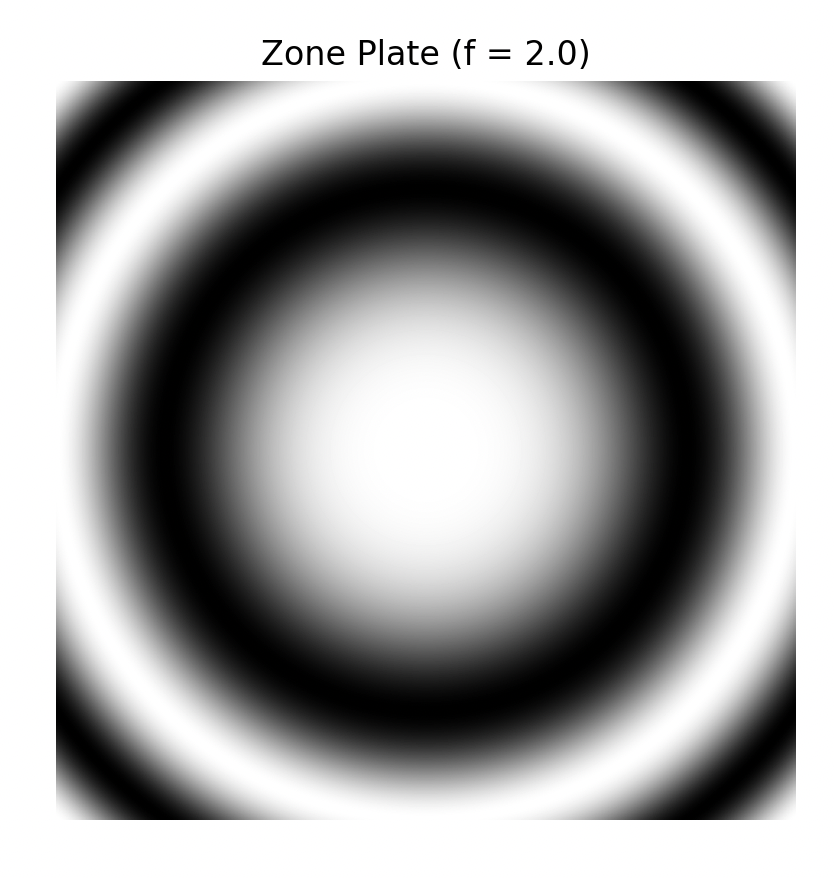 Zone Plate (f = 2.0)